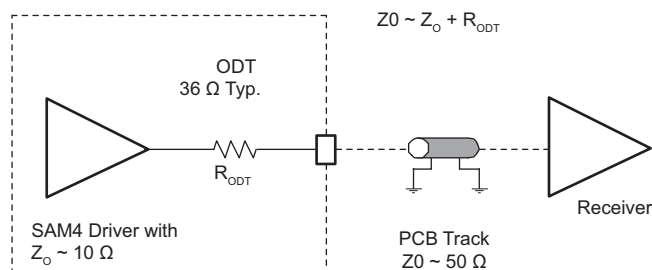 Z0 ~ Z_O + R_ODT
ODT
36 Ω Typ.
R_ODT
Receiver
SAM4 Driver with
Z_O ~ 10 Ω
PCB Track
Z0 ~ 50 Ω